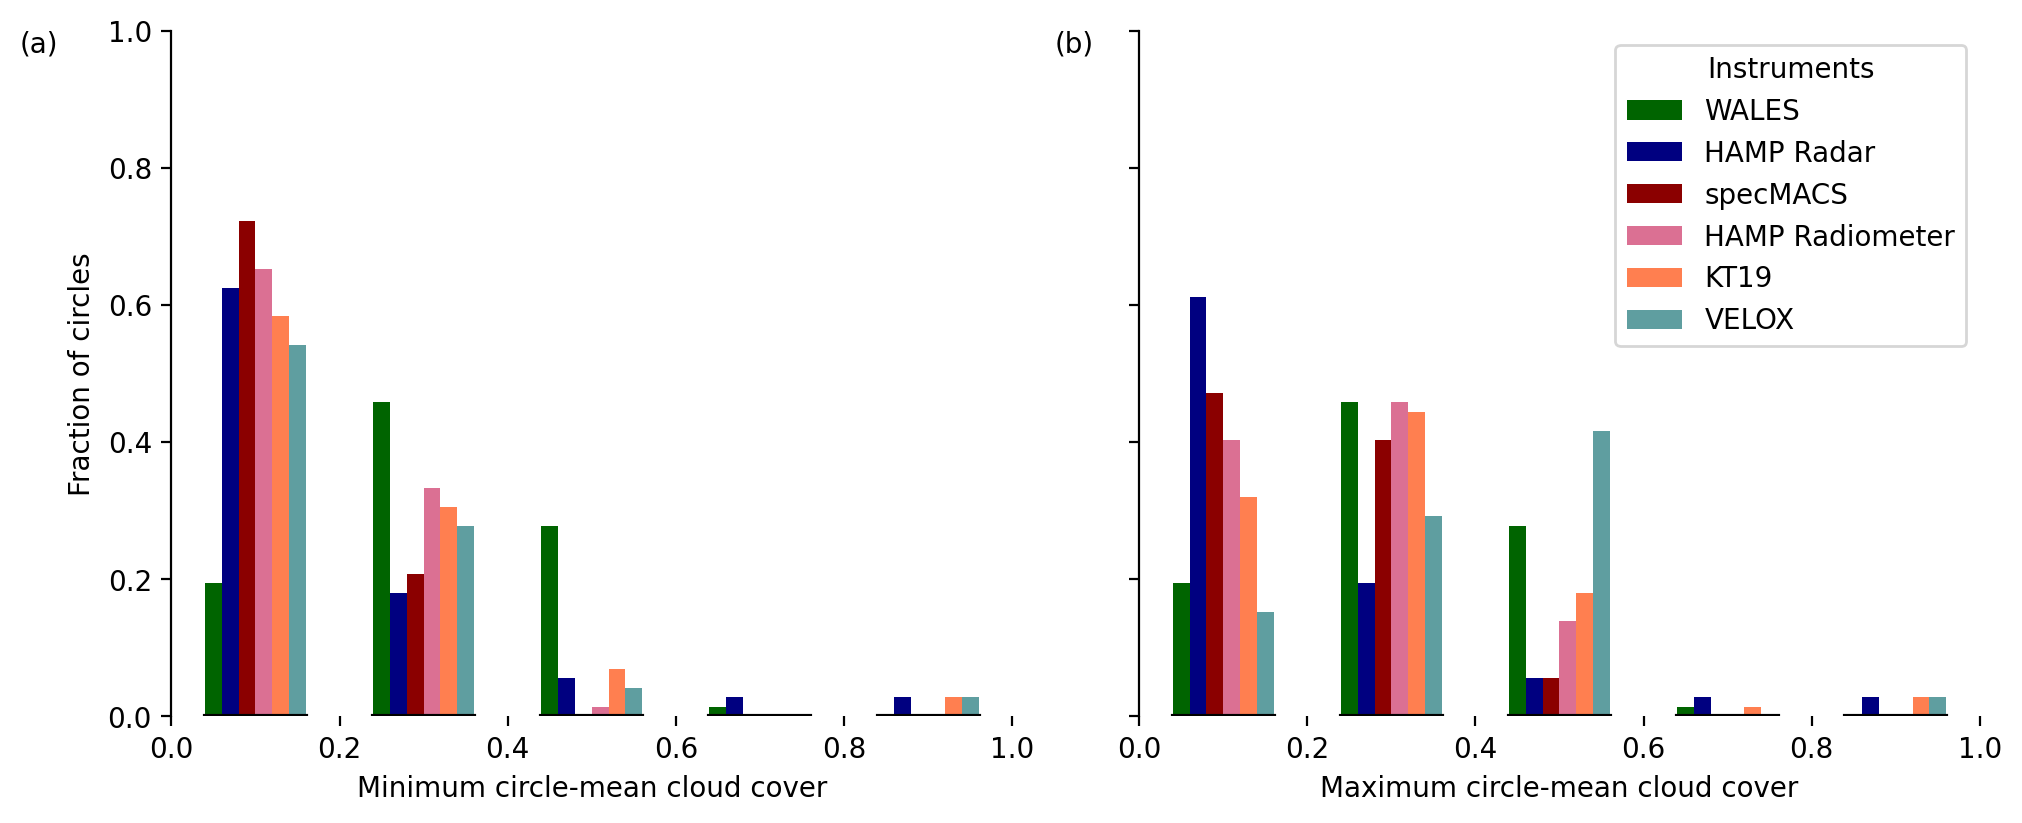 (a)
1.0
0.8
0.6
0.4
0.2
0.0
Fraction of circles
0.0 0.2 0.4 0.6 0.8 1.0
Minimum circle-mean cloud cover
(b)
Instruments
WALES
HAMP Radar
specMACS
HAMP Radiometer
KT19
VELOX
0.0 0.2 0.4 0.6 0.8 1.0
Maximum circle-mean cloud cover